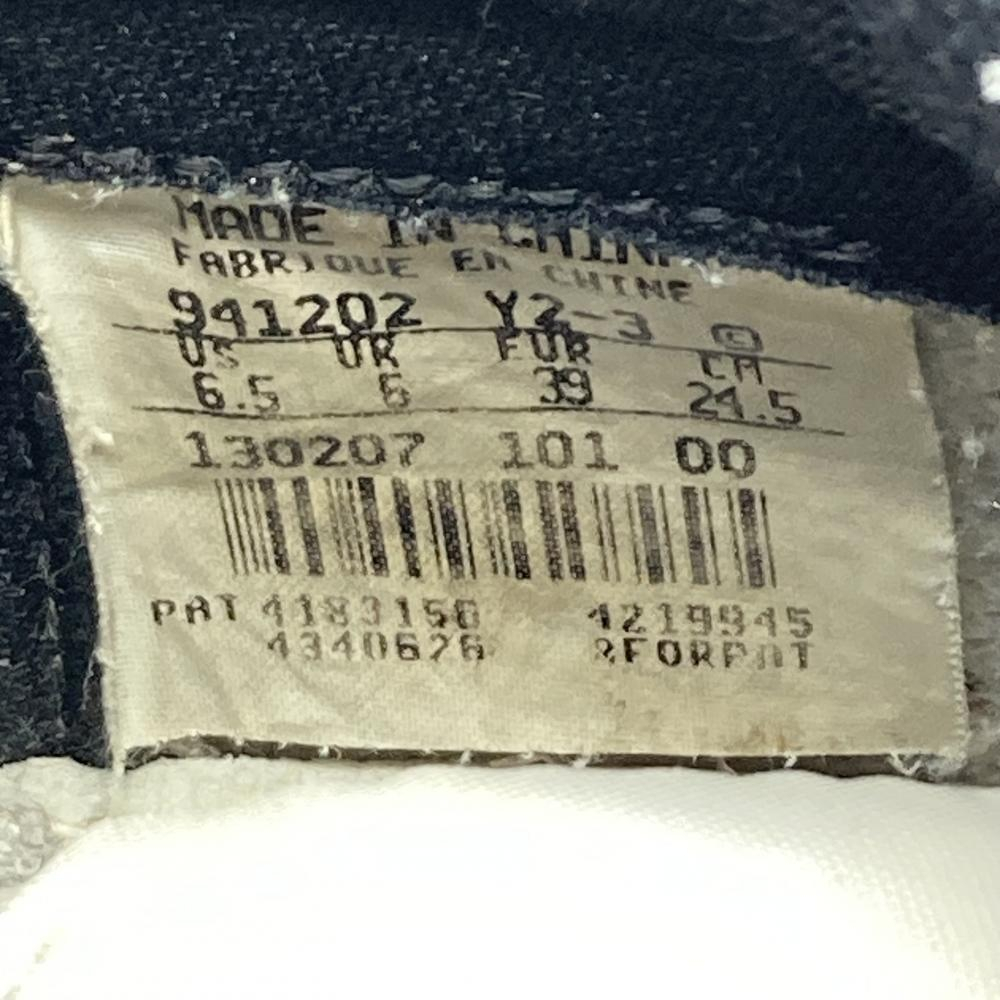 MADE IN CHINA
FABRIQUE EN CHINE
941202 Y2-3 ©
US UK EUR CM
6.5 6 39 24.5
130207 101 00
PAT 4183156 4219945
4340626 &FORPAT